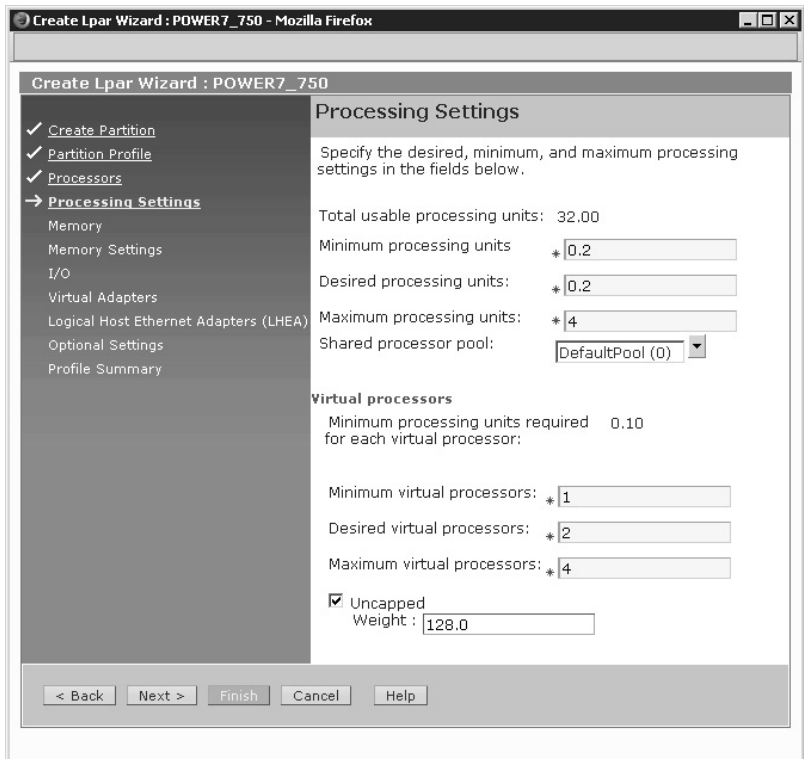 Create Lpar Wizard : POWER7_750 - Mozilla Firefox
Create Lpar Wizard : POWER7_750
Create Partition
Partition Profile
Processors
Processing Settings
Memory
Memory Settings
I/O
Virtual Adapters
Logical Host Ethernet Adapters (LHEA)
Optional Settings
Profile Summary
Processing Settings
Specify the desired, minimum, and maximum processing
settings in the fields below.
Total usable processing units: 32.00
Minimum processing units * 0.2
Desired processing units: * 0.2
Maximum processing units: * 4
Shared processor pool: DefaultPool (0)
Virtual processors
Minimum processing units required 0.10
for each virtual processor:
Minimum virtual processors: * 1
Desired virtual processors: * 2
Maximum virtual processors: * 4
Uncapped
Weight : 128.0
< Back Next > Finish Cancel Help